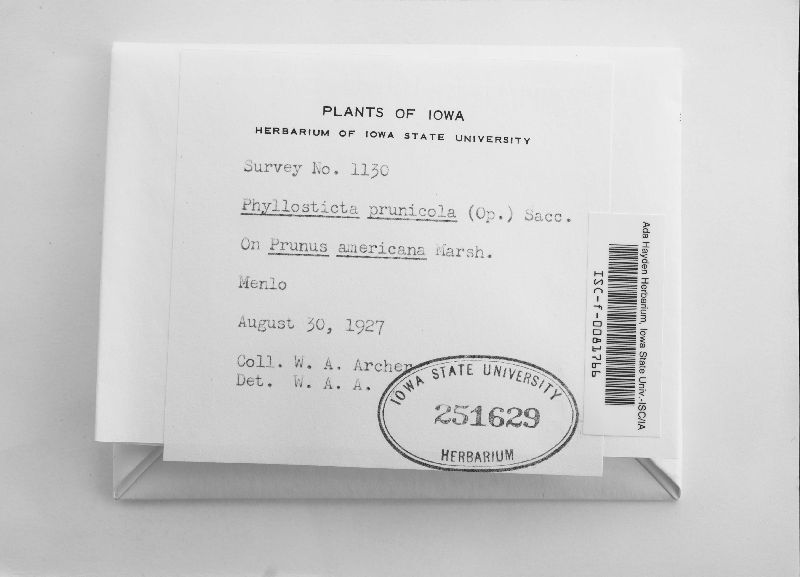 PLANTS OF IOWA
HERBARIUM OF IOWA STATE UNIVERSITY
Survey No. 1130
Phyllosticta prunicola (Op.) Sacc.
On Prunus americana Marsh.
Menlo
August 30, 1927
Coll. W. A. Archer
Det. W. A. A.
IOWA STATE UNIVERSITY
251629
HERBARIUM
Ada Hayden Herbarium, Iowa State Univ.-ISC/IA
ISC-f-0081766